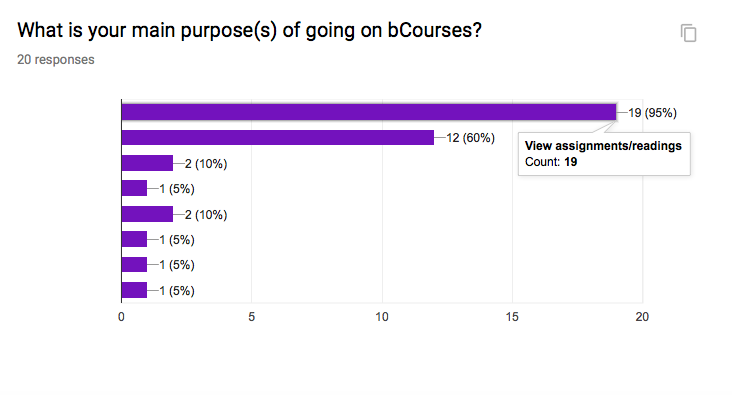 What is your main purpose(s) of going on bCourses?
20 responses
19 (95%)
12 (60%)
View assignments/readings
Count: 19
2 (10%)
1 (5%)
2 (10%)
1 (5%)
1 (5%)
1 (5%)
0 5 10 15 20